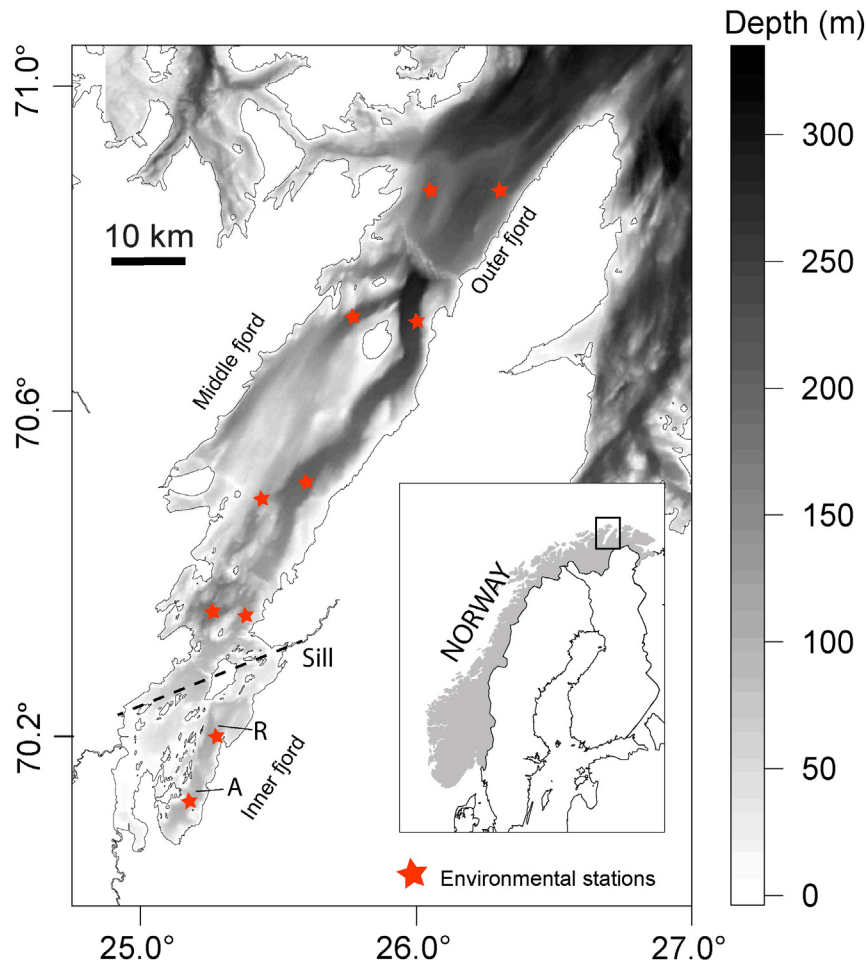 Depth (m)
71.0°
300
10 km
Outer fjord
250
Middle fjord
200
70.6°
150
NORWAY
100
Sill
70.2°
R
50
A
Inner fjord
Environmental stations
0
25.0°
26.0°
27.0°